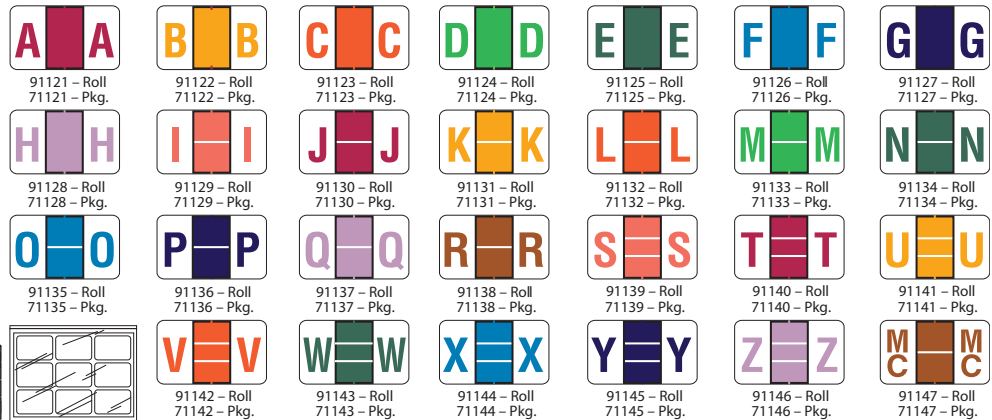 A A B B C C D D E E F F G G
91121 – Roll 91122 – Roll 91123 – Roll 91124 – Roll 91125 – Roll 91126 – Roll 91127 – Roll
71121 – Pkg. 71122 – Pkg. 71123 – Pkg. 71124 – Pkg. 71125 – Pkg. 71126 – Pkg. 71127 – Pkg.
H H I I J J K K L L M M N N
91128 – Roll 91129 – Roll 91130 – Roll 91131 – Roll 91132 – Roll 91133 – Roll 91134 – Roll
71128 – Pkg. 71129 – Pkg. 71130 – Pkg. 71131 – Pkg. 71132 – Pkg. 71133 – Pkg. 71134 – Pkg.
O O P P Q Q R R S S T T U U
91135 – Roll 91136 – Roll 91137 – Roll 91138 – Roll 91139 – Roll 91140 – Roll 91141 – Roll
71135 – Pkg. 71136 – Pkg. 71137 – Pkg. 71138 – Pkg. 71139 – Pkg. 71140 – Pkg. 71141 – Pkg.
V V W W X X Y Y Z Z MC MC
91142 – Roll 91143 – Roll 91144 – Roll 91145 – Roll 91146 – Roll 91147 – Roll
71142 – Pkg. 71143 – Pkg. 71144 – Pkg. 71145 – Pkg. 71146 – Pkg. 71147 – Pkg.